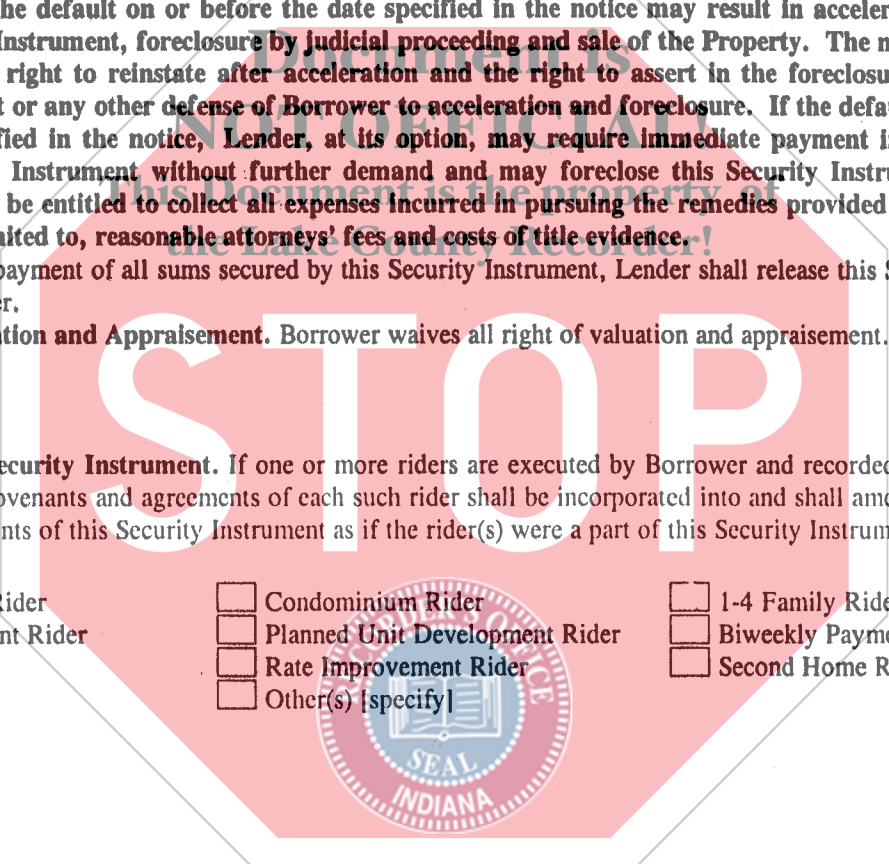 he default on or before the date specified in the notice may result in acceler
Instrument, foreclosure by judicial proceeding and sale of the Property. The n
right to reinstate after acceleration and the right to assert in the foreclosu
t or any other defense of Borrower to acceleration and foreclosure. If the defa
fied in the notice, Lender, at its option, may require immediate payment i
Instrument without further demand and may foreclose this Security Instru
be entitled to collect all expenses incurred in pursuing the remedies provided
ited to, reasonable attorneys' fees and costs of title evidence.
payment of all sums secured by this Security Instrument, Lender shall release this S
er.
tion and Appraisement. Borrower waives all right of valuation and appraisement.
ecurity Instrument. If one or more riders are executed by Borrower and recorded
ovenants and agreements of each such rider shall be incorporated into and shall ame
nts of this Security Instrument as if the rider(s) were a part of this Security Instrum
Rider Condominium Rider 1-4 Family Ride
nt Rider Planned Unit Development Rider Biweekly Payme
Rate Improvement Rider Second Home R
Other(s) [specify]
Document is
NOT OFFICIAL
This Document is the property of
the Lake County Recorder!
STOP
RECORDER'S OFFICE
SEAL
INDIANA